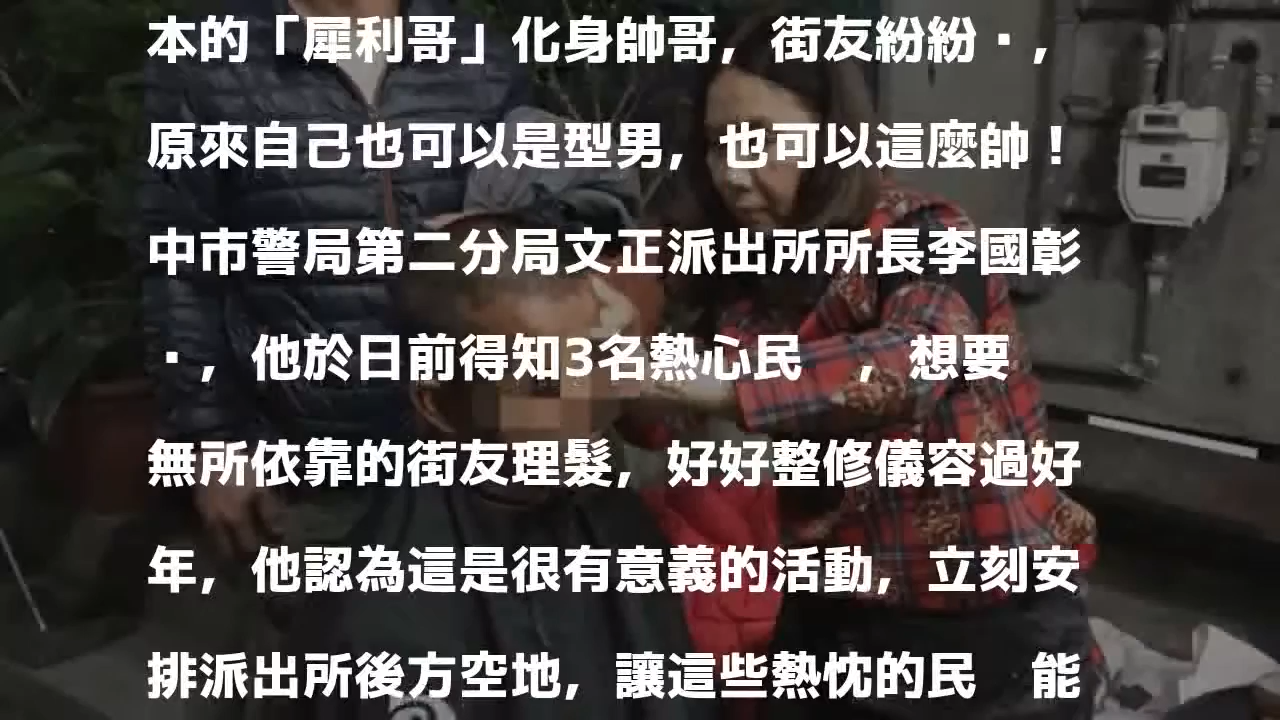 本的「犀利哥」化身帥哥，街友紛紛·，
原來自己也可以是型男，也可以這麼帥！
中市警局第二分局文正派出所所長李國彰
·，他於日前得知3名熱心民　，想要
無所依靠的街友理髮，好好整修儀容過好
年，他認為這是很有意義的活動，立刻安
排派出所後方空地，讓這些熱忱的民　能